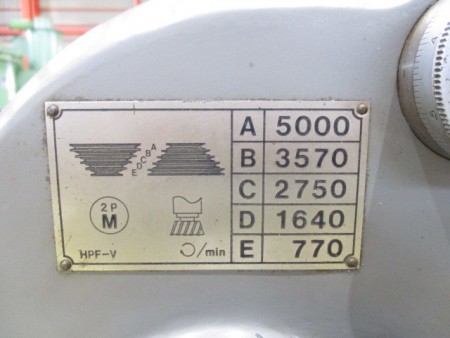 A 5000
B 3570
C 2750
D 1640
E 770
EDCBA
2P
M
HPF-V
/min